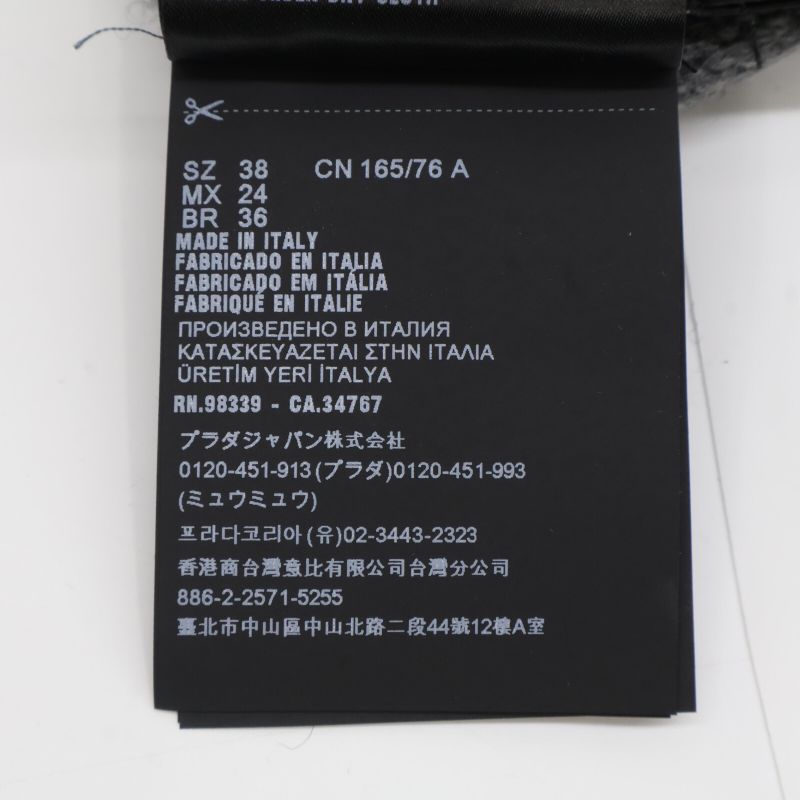 UNDER DRY CLOTH
SZ 38 CN 165/76 A
MX 24
BR 36
MADE IN ITALY
FABRICADO EN ITALIA
FABRICADO EM ITÁLIA
FABRIQUÉ EN ITALIE
ПРОИЗВЕДЕНО В ИТАЛИЯ
ΚΑΤΑΣΚΕΥΑΖΕΤΑΙ ΣΤΗΝ ΙΤΑΛΙΑ
ÜRETİM YERİ İTALYA
RN.98339 - CA.34767
プラダジャパン株式会社
0120-451-913(プラダ)0120-451-993
(ミュウミュウ)
프라다코리아(유)02-3443-2323
香港商台灣意比有限公司台灣分公司
886-2-2571-5255
臺北市中山區中山北路二段44號12樓A室